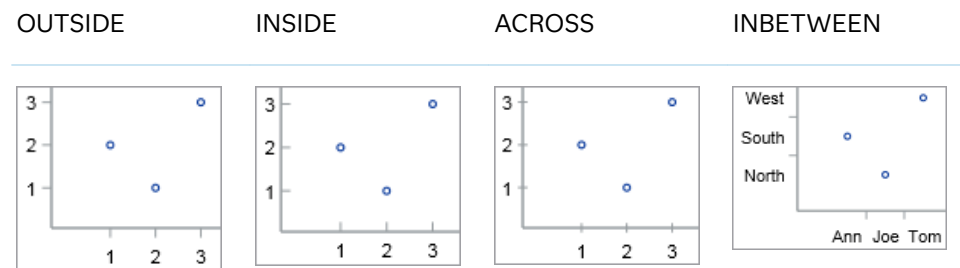 OUTSIDE INSIDE ACROSS INBETWEEN
3 3 3 West
2 2 2 South
1 1 1 North
1 2 3 1 2 3 1 2 3 Ann Joe Tom